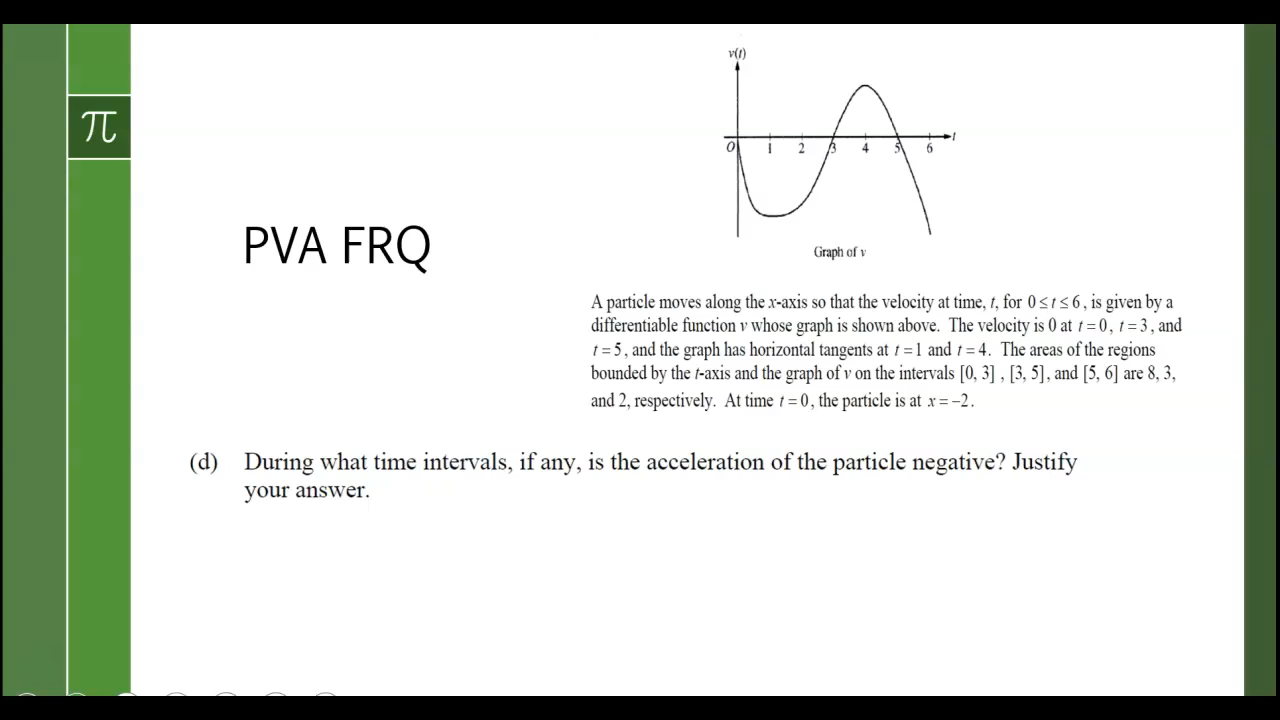 π
PVA FRQ
v(t)
O 1 2 3 4 5 6 t
Graph of v
A particle moves along the x-axis so that the velocity at time, t, for 0 ≤ t ≤ 6, is given by a
differentiable function v whose graph is shown above. The velocity is 0 at t = 0, t = 3, and
t = 5, and the graph has horizontal tangents at t = 1 and t = 4. The areas of the regions
bounded by the t-axis and the graph of v on the intervals [0, 3], [3, 5], and [5, 6] are 8, 3,
and 2, respectively. At time t = 0, the particle is at x = −2.
(d) During what time intervals, if any, is the acceleration of the particle negative? Justify
your answer.